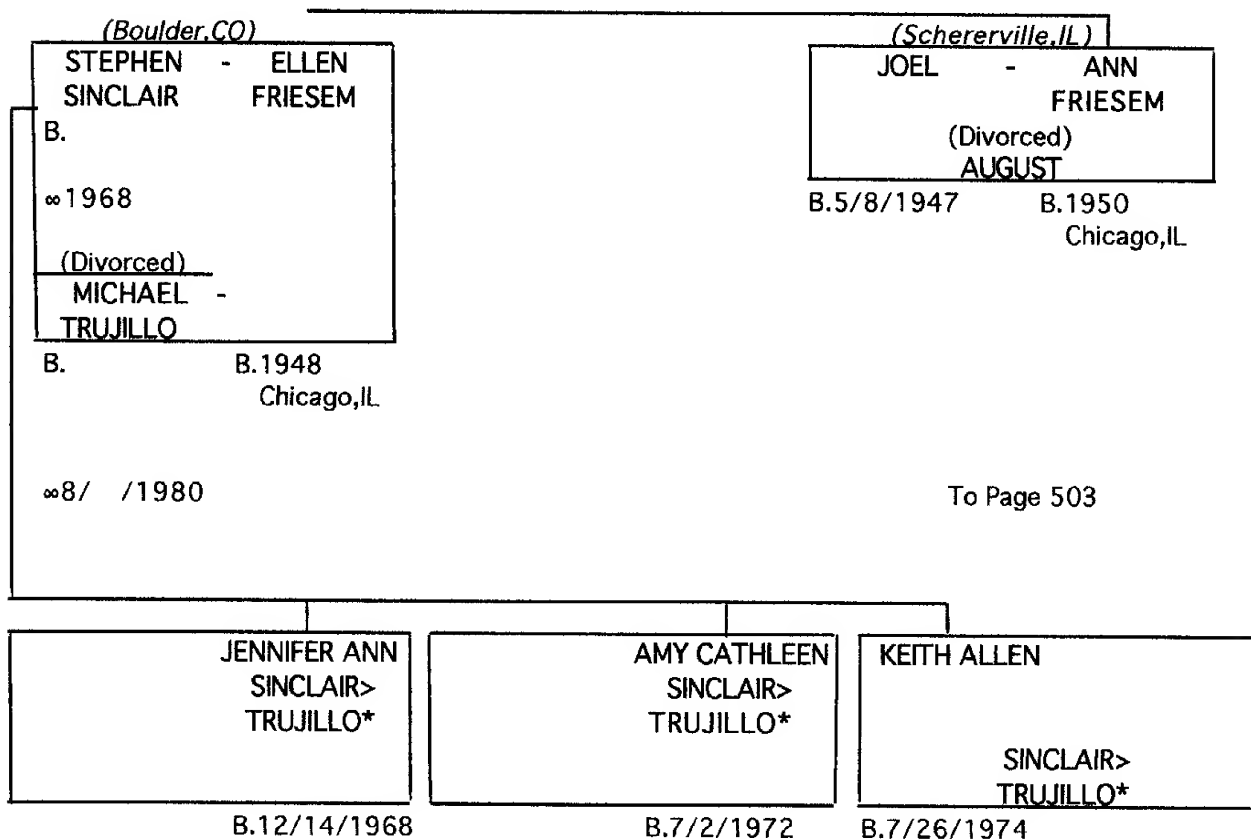 (Boulder,CO)
STEPHEN - ELLEN
SINCLAIR FRIESEM
B.
∞1968
(Divorced)
MICHAEL -
TRUJILLO
B. B.1948
Chicago,IL
∞8/ /1980
(Schererville,IL)
JOEL - ANN
FRIESEM
(Divorced)
AUGUST
B.5/8/1947 B.1950
Chicago,IL
To Page 503
JENNIFER ANN
SINCLAIR>
TRUJILLO*
B.12/14/1968
AMY CATHLEEN
SINCLAIR>
TRUJILLO*
B.7/2/1972
KEITH ALLEN
SINCLAIR>
TRUJILLO*
B.7/26/1974